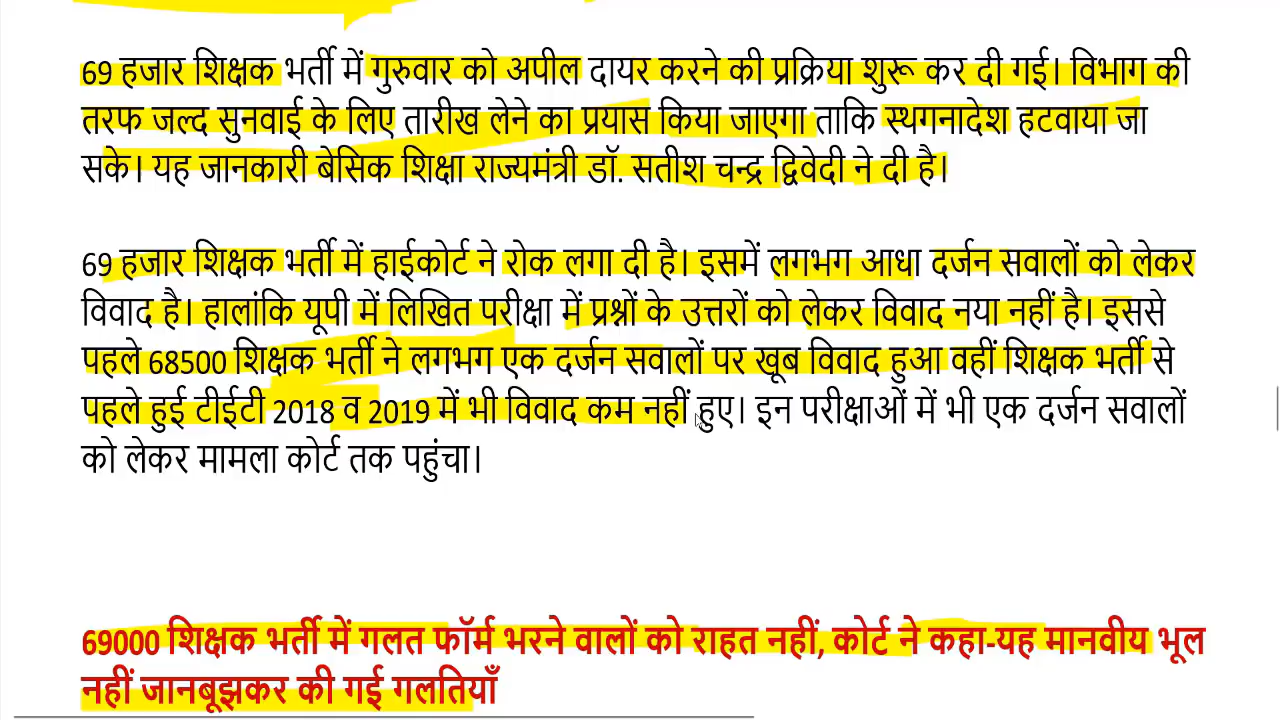 69 हजार शिक्षक भर्ती में गुरुवार को अपील दायर करने की प्रक्रिया शुरू कर दी गई। विभाग की
तरफ जल्द सुनवाई के लिए तारीख लेने का प्रयास किया जाएगा ताकि स्थगनादेश हटवाया जा
सके। यह जानकारी बेसिक शिक्षा राज्यमंत्री डॉ. सतीश चन्द्र द्विवेदी ने दी है।
69 हजार शिक्षक भर्ती में हाईकोर्ट ने रोक लगा दी है। इसमें लगभग आधा दर्जन सवालों को लेकर
विवाद है। हालांकि यूपी में लिखित परीक्षा में प्रश्नों के उत्तरों को लेकर विवाद नया नहीं है। इससे
पहले 68500 शिक्षक भर्ती ने लगभग एक दर्जन सवालों पर खूब विवाद हुआ वहीं शिक्षक भर्ती से
पहले हुई टीईटी 2018 व 2019 में भी विवाद कम नहीं हुए। इन परीक्षाओं में भी एक दर्जन सवालों
को लेकर मामला कोर्ट तक पहुंचा।
69000 शिक्षक भर्ती में गलत फॉर्म भरने वालों को राहत नहीं, कोर्ट ने कहा-यह मानवीय भूल
नहीं जानबूझकर की गई गलतियाँ